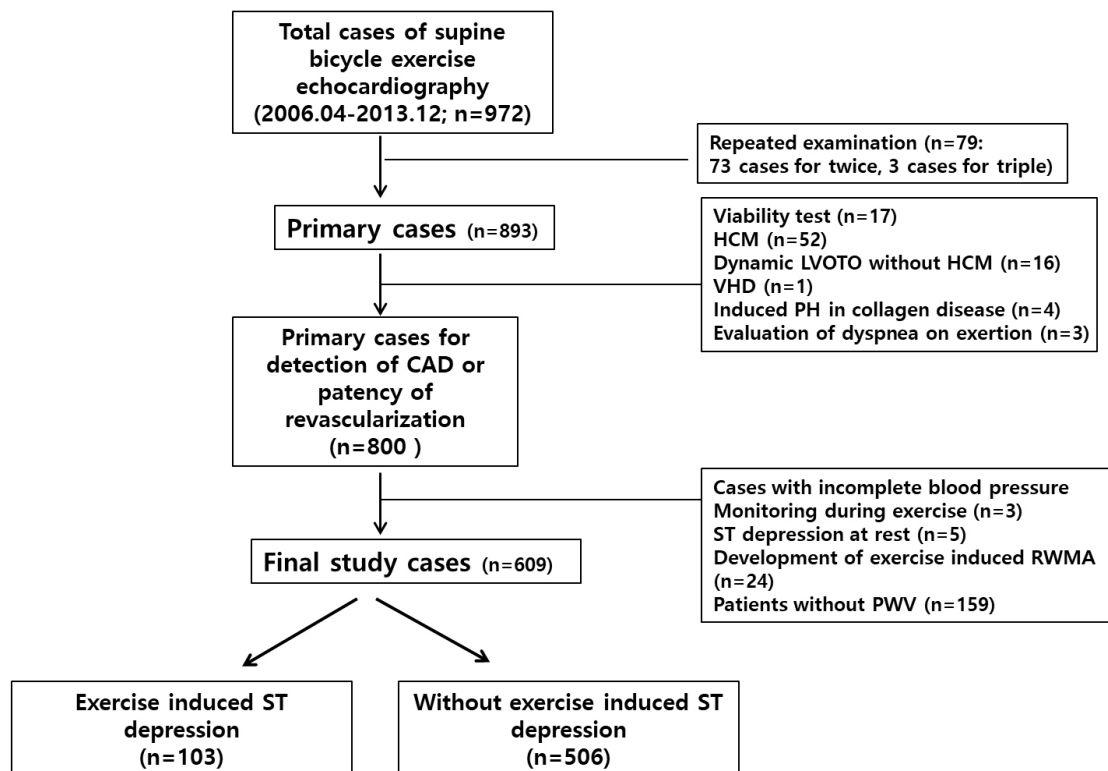 Total cases of supine
bicycle exercise
echocardiography
(2006.04-2013.12; n=972)
Repeated examination (n=79:
73 cases for twice, 3 cases for triple)
Primary cases (n=893)
Viability test (n=17)
HCM (n=52)
Dynamic LVOTO without HCM (n=16)
VHD (n=1)
Induced PH in collagen disease (n=4)
Evaluation of dyspnea on exertion (n=3)
Primary cases for
detection of CAD or
patency of
revascularization
(n=800 )
Cases with incomplete blood pressure
Monitoring during exercise (n=3)
ST depression at rest (n=5)
Development of exercise induced RWMA
(n=24)
Patients without PWV (n=159)
Final study cases (n=609)
Exercise induced ST
depression
(n=103)
Without exercise induced ST
depression
(n=506)